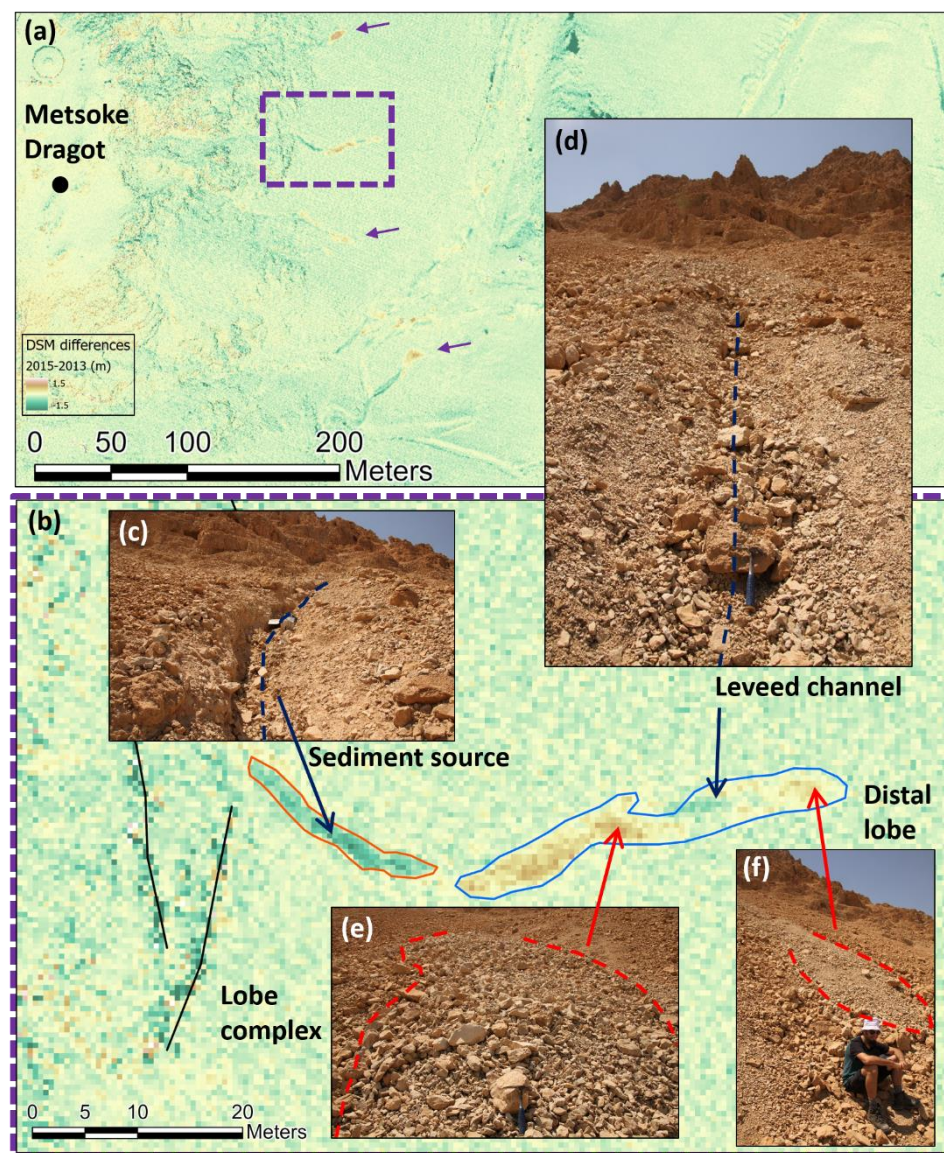 (a)
Metsoke
Dragot
DSM differences
2015-2013 (m)
1.5
-1.5
0 50 100 200
Meters
(d)
(b)
(c)
Sediment source
Leveed channel
Distal
lobe
Lobe
complex
(e)
(f)
0 5 10 20
Meters